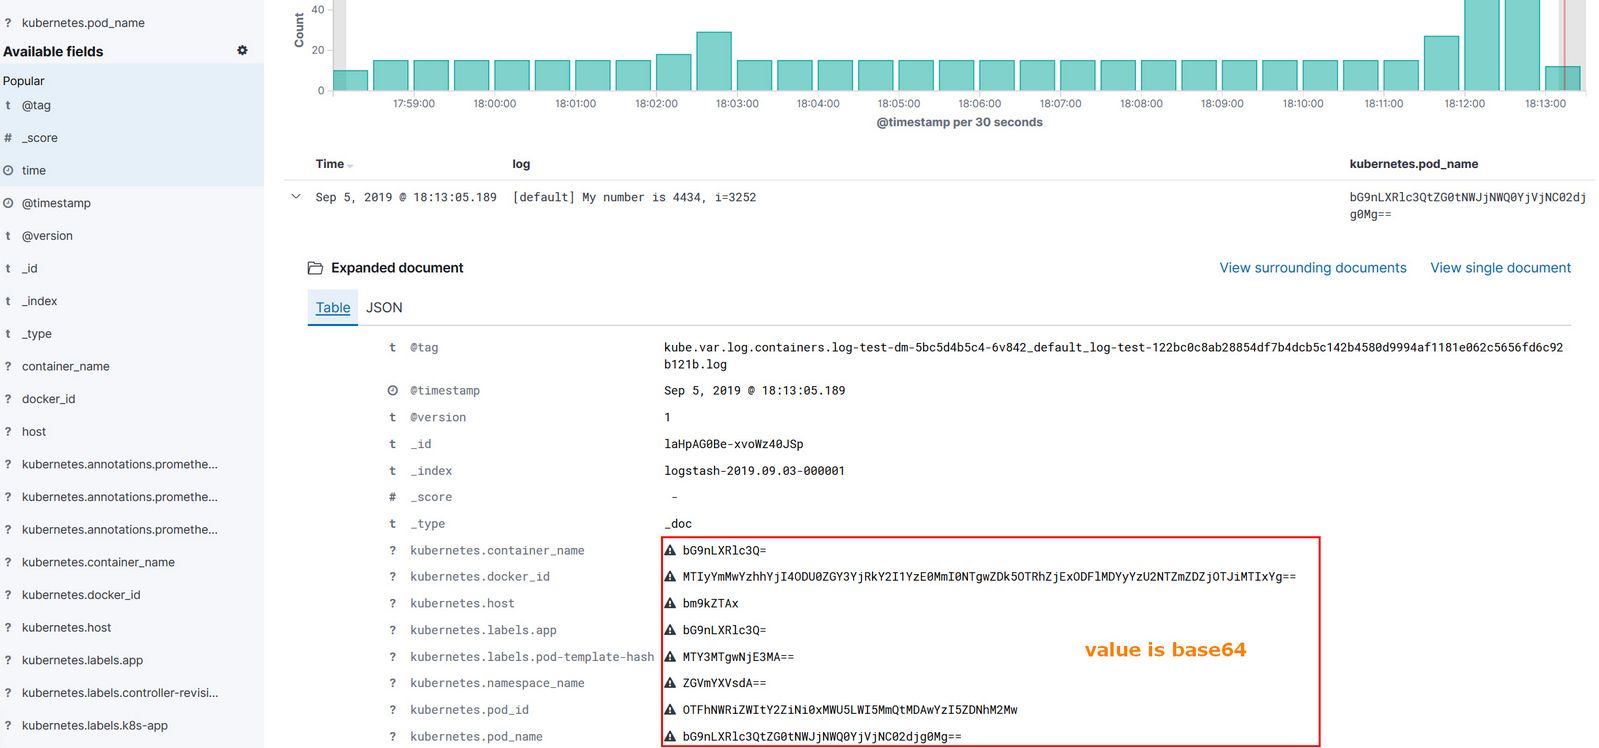 ? kubernetes.pod_name
Available fields
Popular
t @tag
# _score
time
@timestamp
t @version
t _id
t _index
t _type
? container_name
? docker_id
? host
? kubernetes.annotations.promethe...
? kubernetes.annotations.promethe...
? kubernetes.annotations.promethe...
? kubernetes.container_name
? kubernetes.docker_id
? kubernetes.host
? kubernetes.labels.app
? kubernetes.labels.controller-revisi...
? kubernetes.labels.k8s-app
Count
40
20
0
17:59:00 18:00:00 18:01:00 18:02:00 18:03:00 18:04:00 18:05:00 18:06:00 18:07:00 18:08:00 18:09:00 18:10:00 18:11:00 18:12:00 18:13:00
@timestamp per 30 seconds
Time log kubernetes.pod_name
Sep 5, 2019 @ 18:13:05.189 [default] My number is 4434, i=3252 bG9nLXRlc3QtZG0tNWJjNWQ0YjVjNC02dj
g0Mg==
Expanded document View surrounding documents View single document
Table JSON
t @tag kube.var.log.containers.log-test-dm-5bc5d4b5c4-6v842_default_log-test-122bc0c8ab28854df7b4dcb5c142b4580d9994af1181e062c5656fd6c92
b121b.log
@timestamp Sep 5, 2019 @ 18:13:05.189
t @version 1
t _id laHpAG0Be-xvoWz40JSp
t _index logstash-2019.09.03-000001
# _score -
t _type _doc
? kubernetes.container_name bG9nLXRlc3Q=
? kubernetes.docker_id MTIyYmMwYzhhYjI4ODU0ZGY3YjRkY2I1YzE0MmI0NTgwZDk5OTRhZjExODFlMDYyYzU2NTZmZDZjOTJiMTIxYg==
? kubernetes.host bm9kZTAx
? kubernetes.labels.app bG9nLXRlc3Q=
? kubernetes.labels.pod-template-hash MTY3MTgwNjE3MA==
? kubernetes.namespace_name ZGVmYXVsdA==
? kubernetes.pod_id OTFhNWRiZWItY2ZiNi0xMWU5LWI5MmQtMDAwYzI5ZDNhM2Mw
? kubernetes.pod_name bG9nLXRlc3QtZG0tNWJjNWQ0YjVjNC02djg0Mg==
value is base64